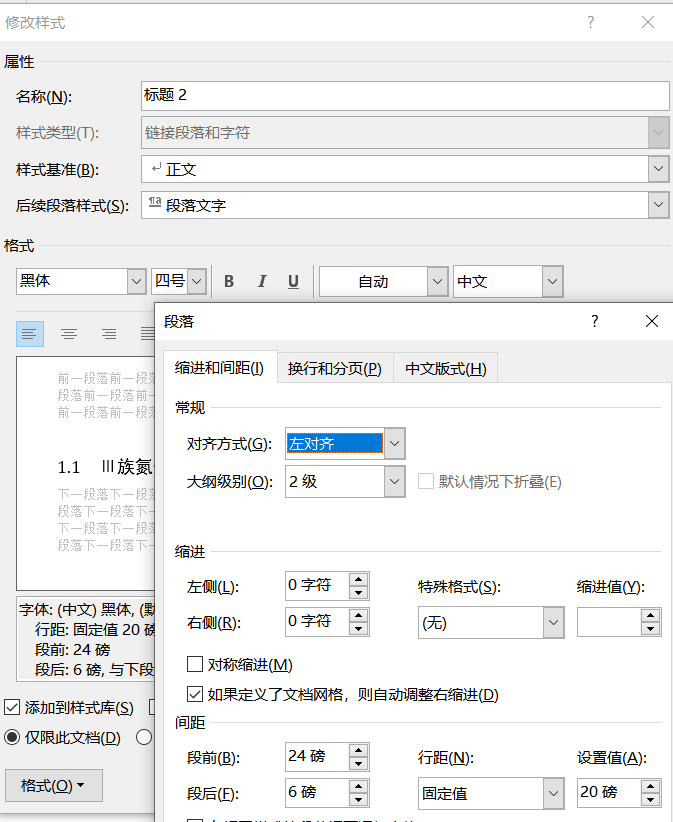 修改样式
属性
名称(N): 标题 2
样式类型(T): 链接段落和字符
样式基准(B): 正文
后续段落样式(S): 段落文字
格式
黑体 四号 B I U 自动 中文
前一段落前一段落
段落前一段落前一
前一段落前一段落
1.1 III族氮
下一段落下一段落
段落下一段落下一
下一段落下一段落
段落下一段落下一
字体: (中文) 黑体, (默
行距: 固定值 20 磅
段前: 24 磅
段后: 6 磅, 与下段
添加到样式库(S)
仅限此文档(D)
格式(O)
段落
缩进和间距(I) 换行和分页(P) 中文版式(H)
常规
对齐方式(G): 左对齐
大纲级别(O): 2 级 默认情况下折叠(E)
缩进
左侧(L): 0 字符 特殊格式(S): 缩进值(Y):
右侧(R): 0 字符 (无)
对称缩进(M)
如果定义了文档网格，则自动调整右缩进(D)
间距
段前(B): 24 磅 行距(N): 设置值(A):
段后(F): 6 磅 固定值 20 磅